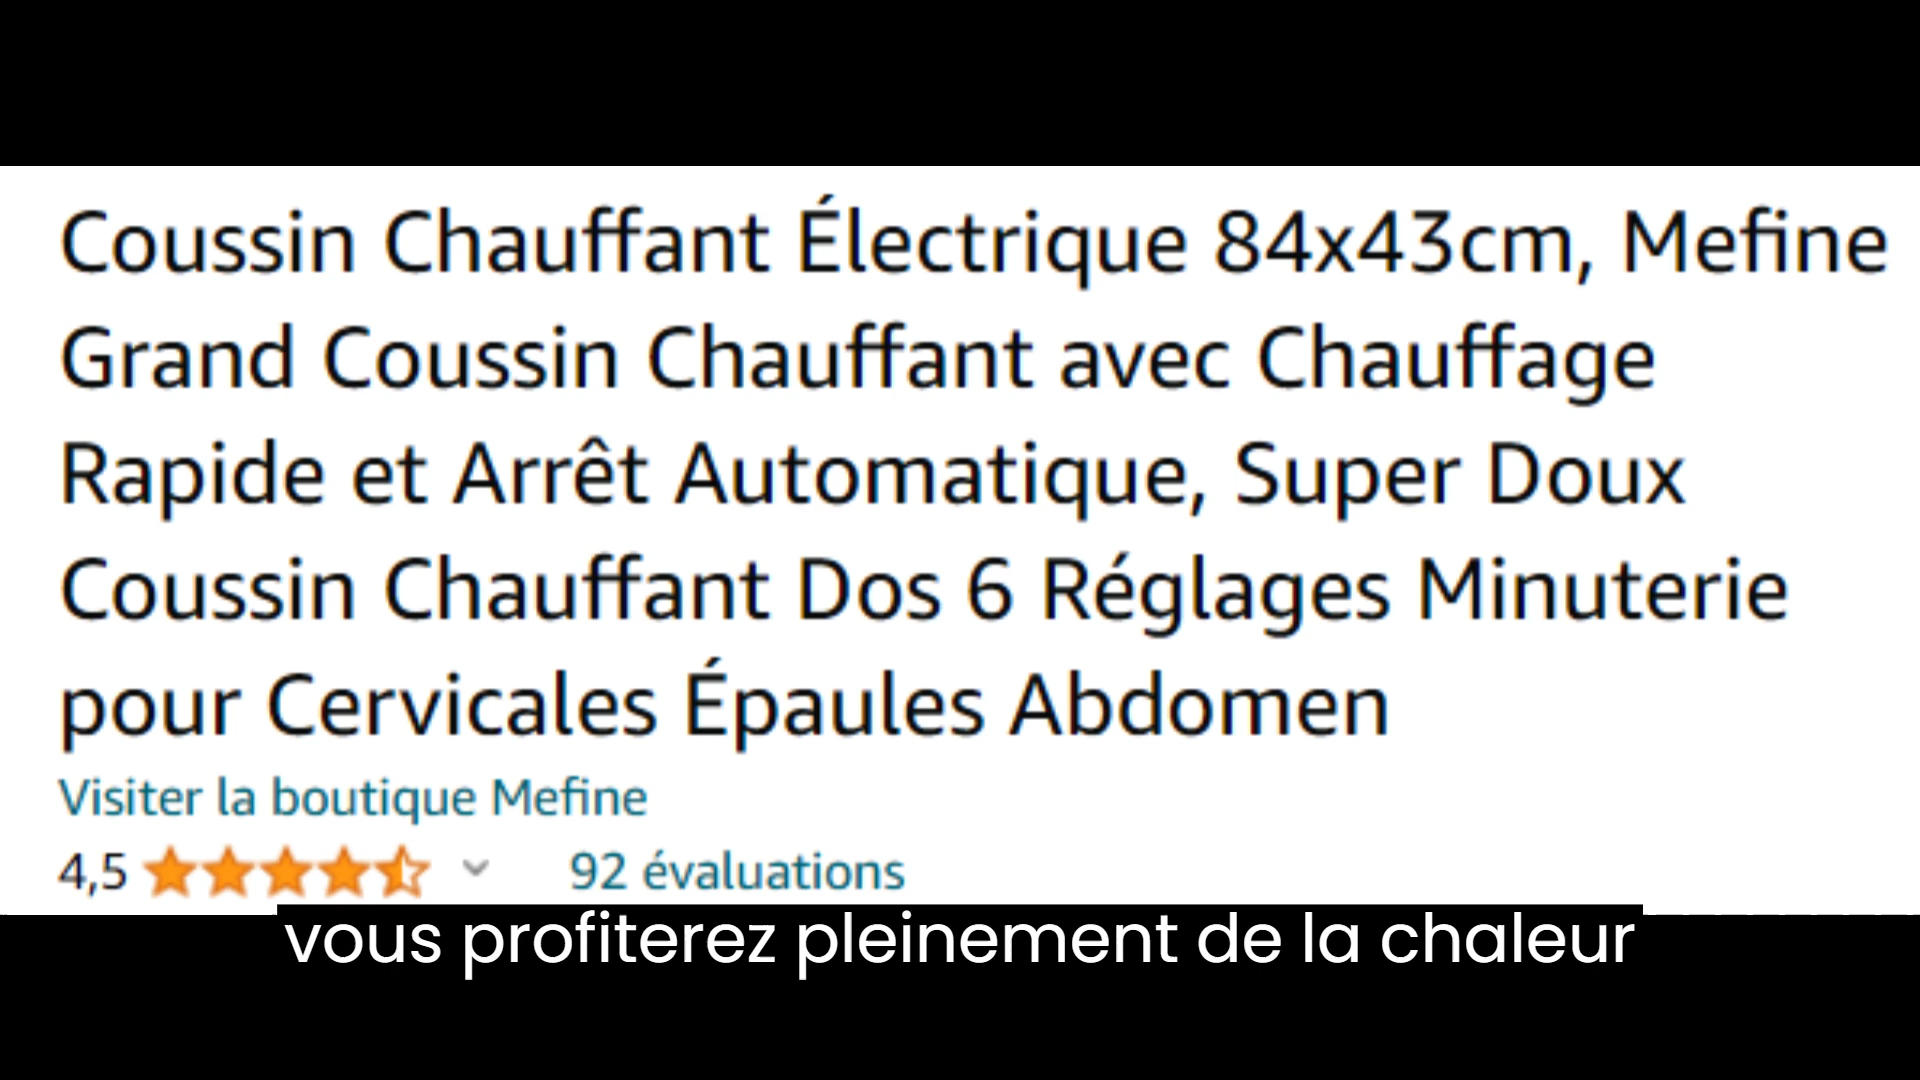 Coussin Chauffant Électrique 84x43cm, Mefine
Grand Coussin Chauffant avec Chauffage
Rapide et Arrêt Automatique, Super Doux
Coussin Chauffant Dos 6 Réglages Minuterie
pour Cervicales Épaules Abdomen
Visiter la boutique Mefine
4,5 92 évaluations
vous profiterez pleinement de la chaleur